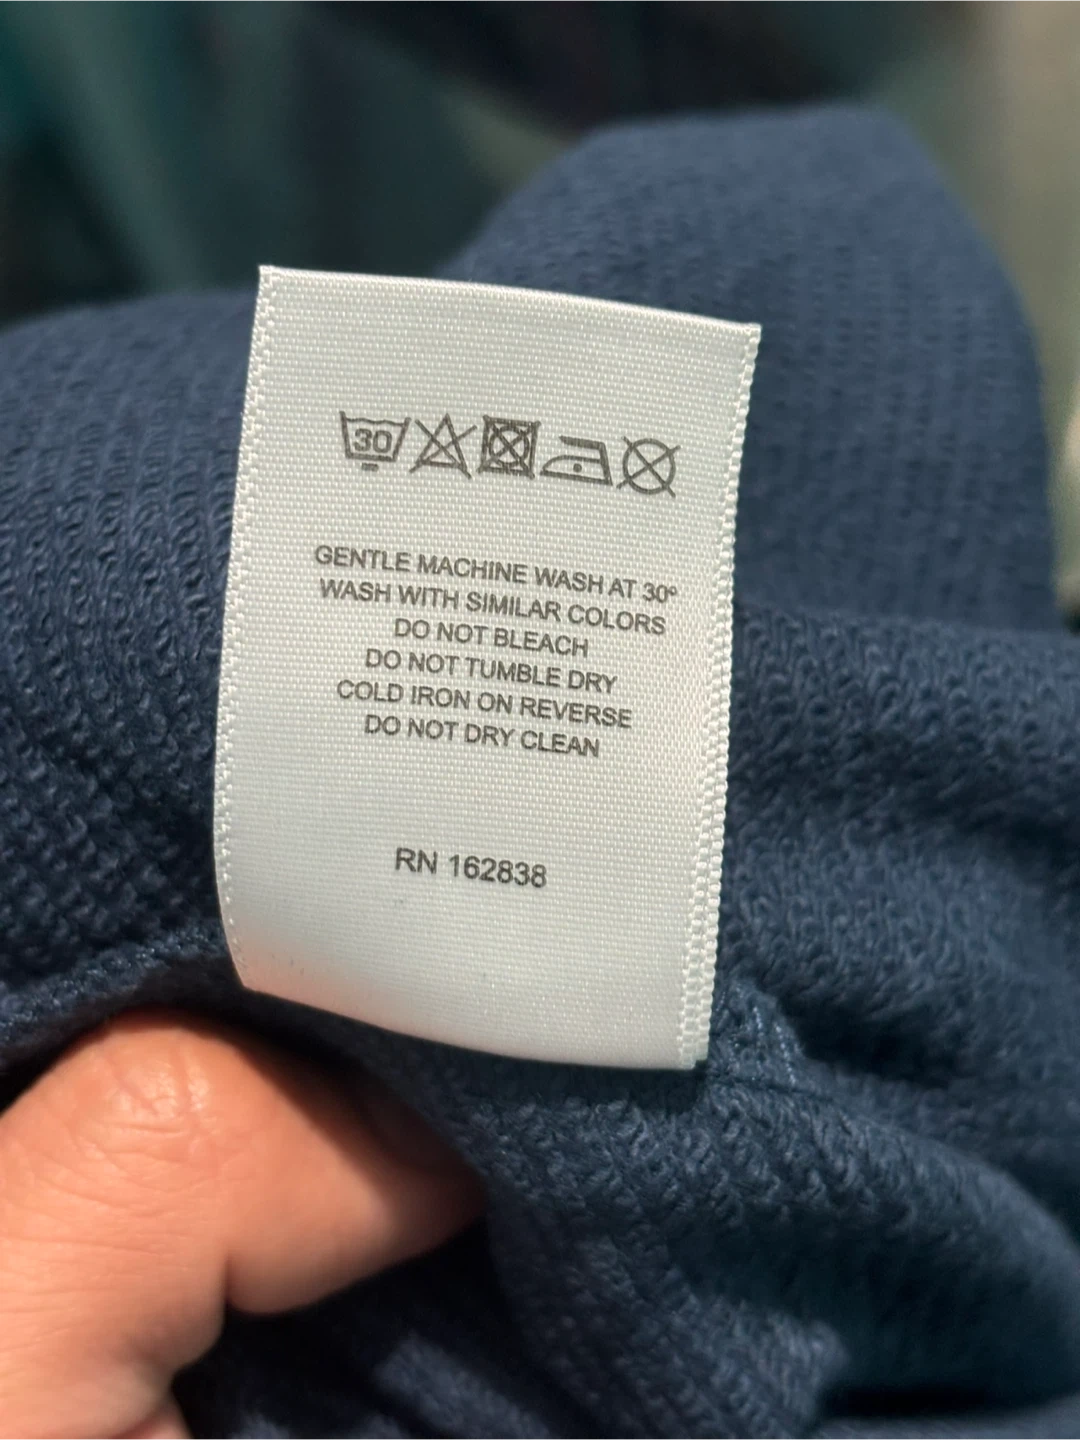 30
GENTLE MACHINE WASH AT 30°
WASH WITH SIMILAR COLORS
DO NOT BLEACH
DO NOT TUMBLE DRY
COLD IRON ON REVERSE
DO NOT DRY CLEAN
RN 162838